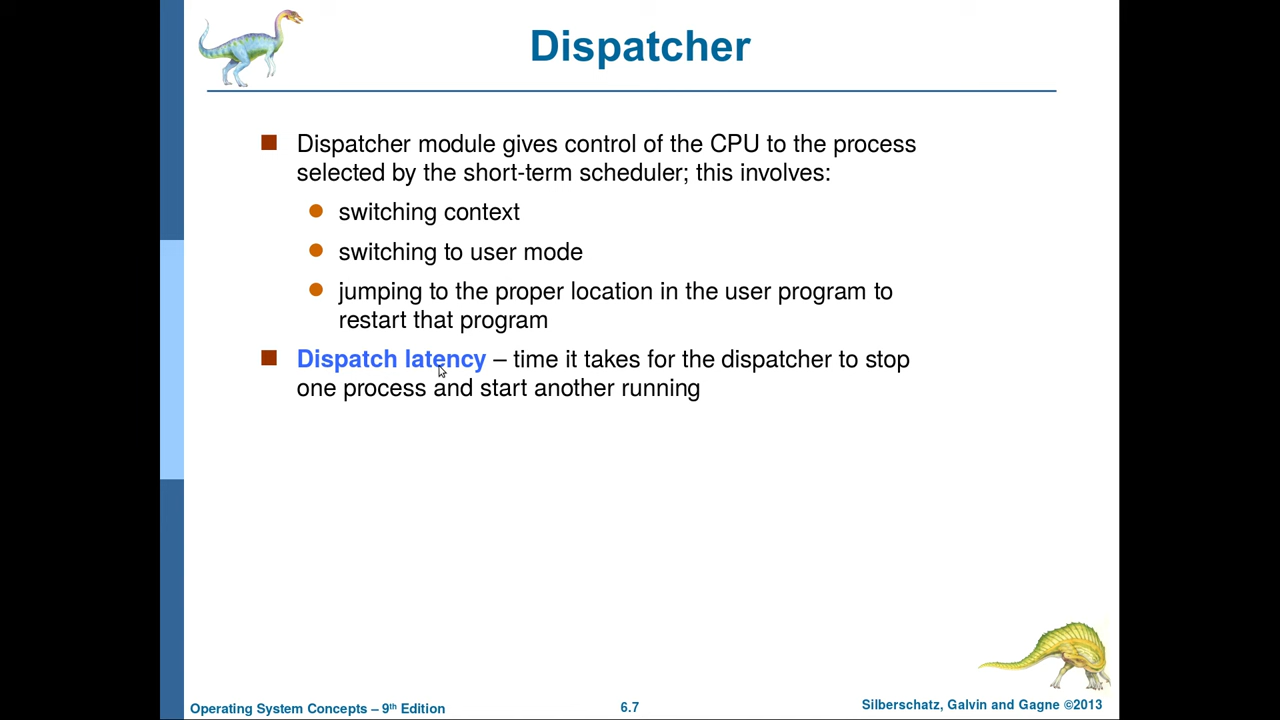 Dispatcher
Dispatcher module gives control of the CPU to the process
selected by the short-term scheduler; this involves:
switching context
switching to user mode
jumping to the proper location in the user program to
restart that program
Dispatch latency – time it takes for the dispatcher to stop
one process and start another running
Operating System Concepts – 9th Edition
6.7
Silberschatz, Galvin and Gagne ©2013